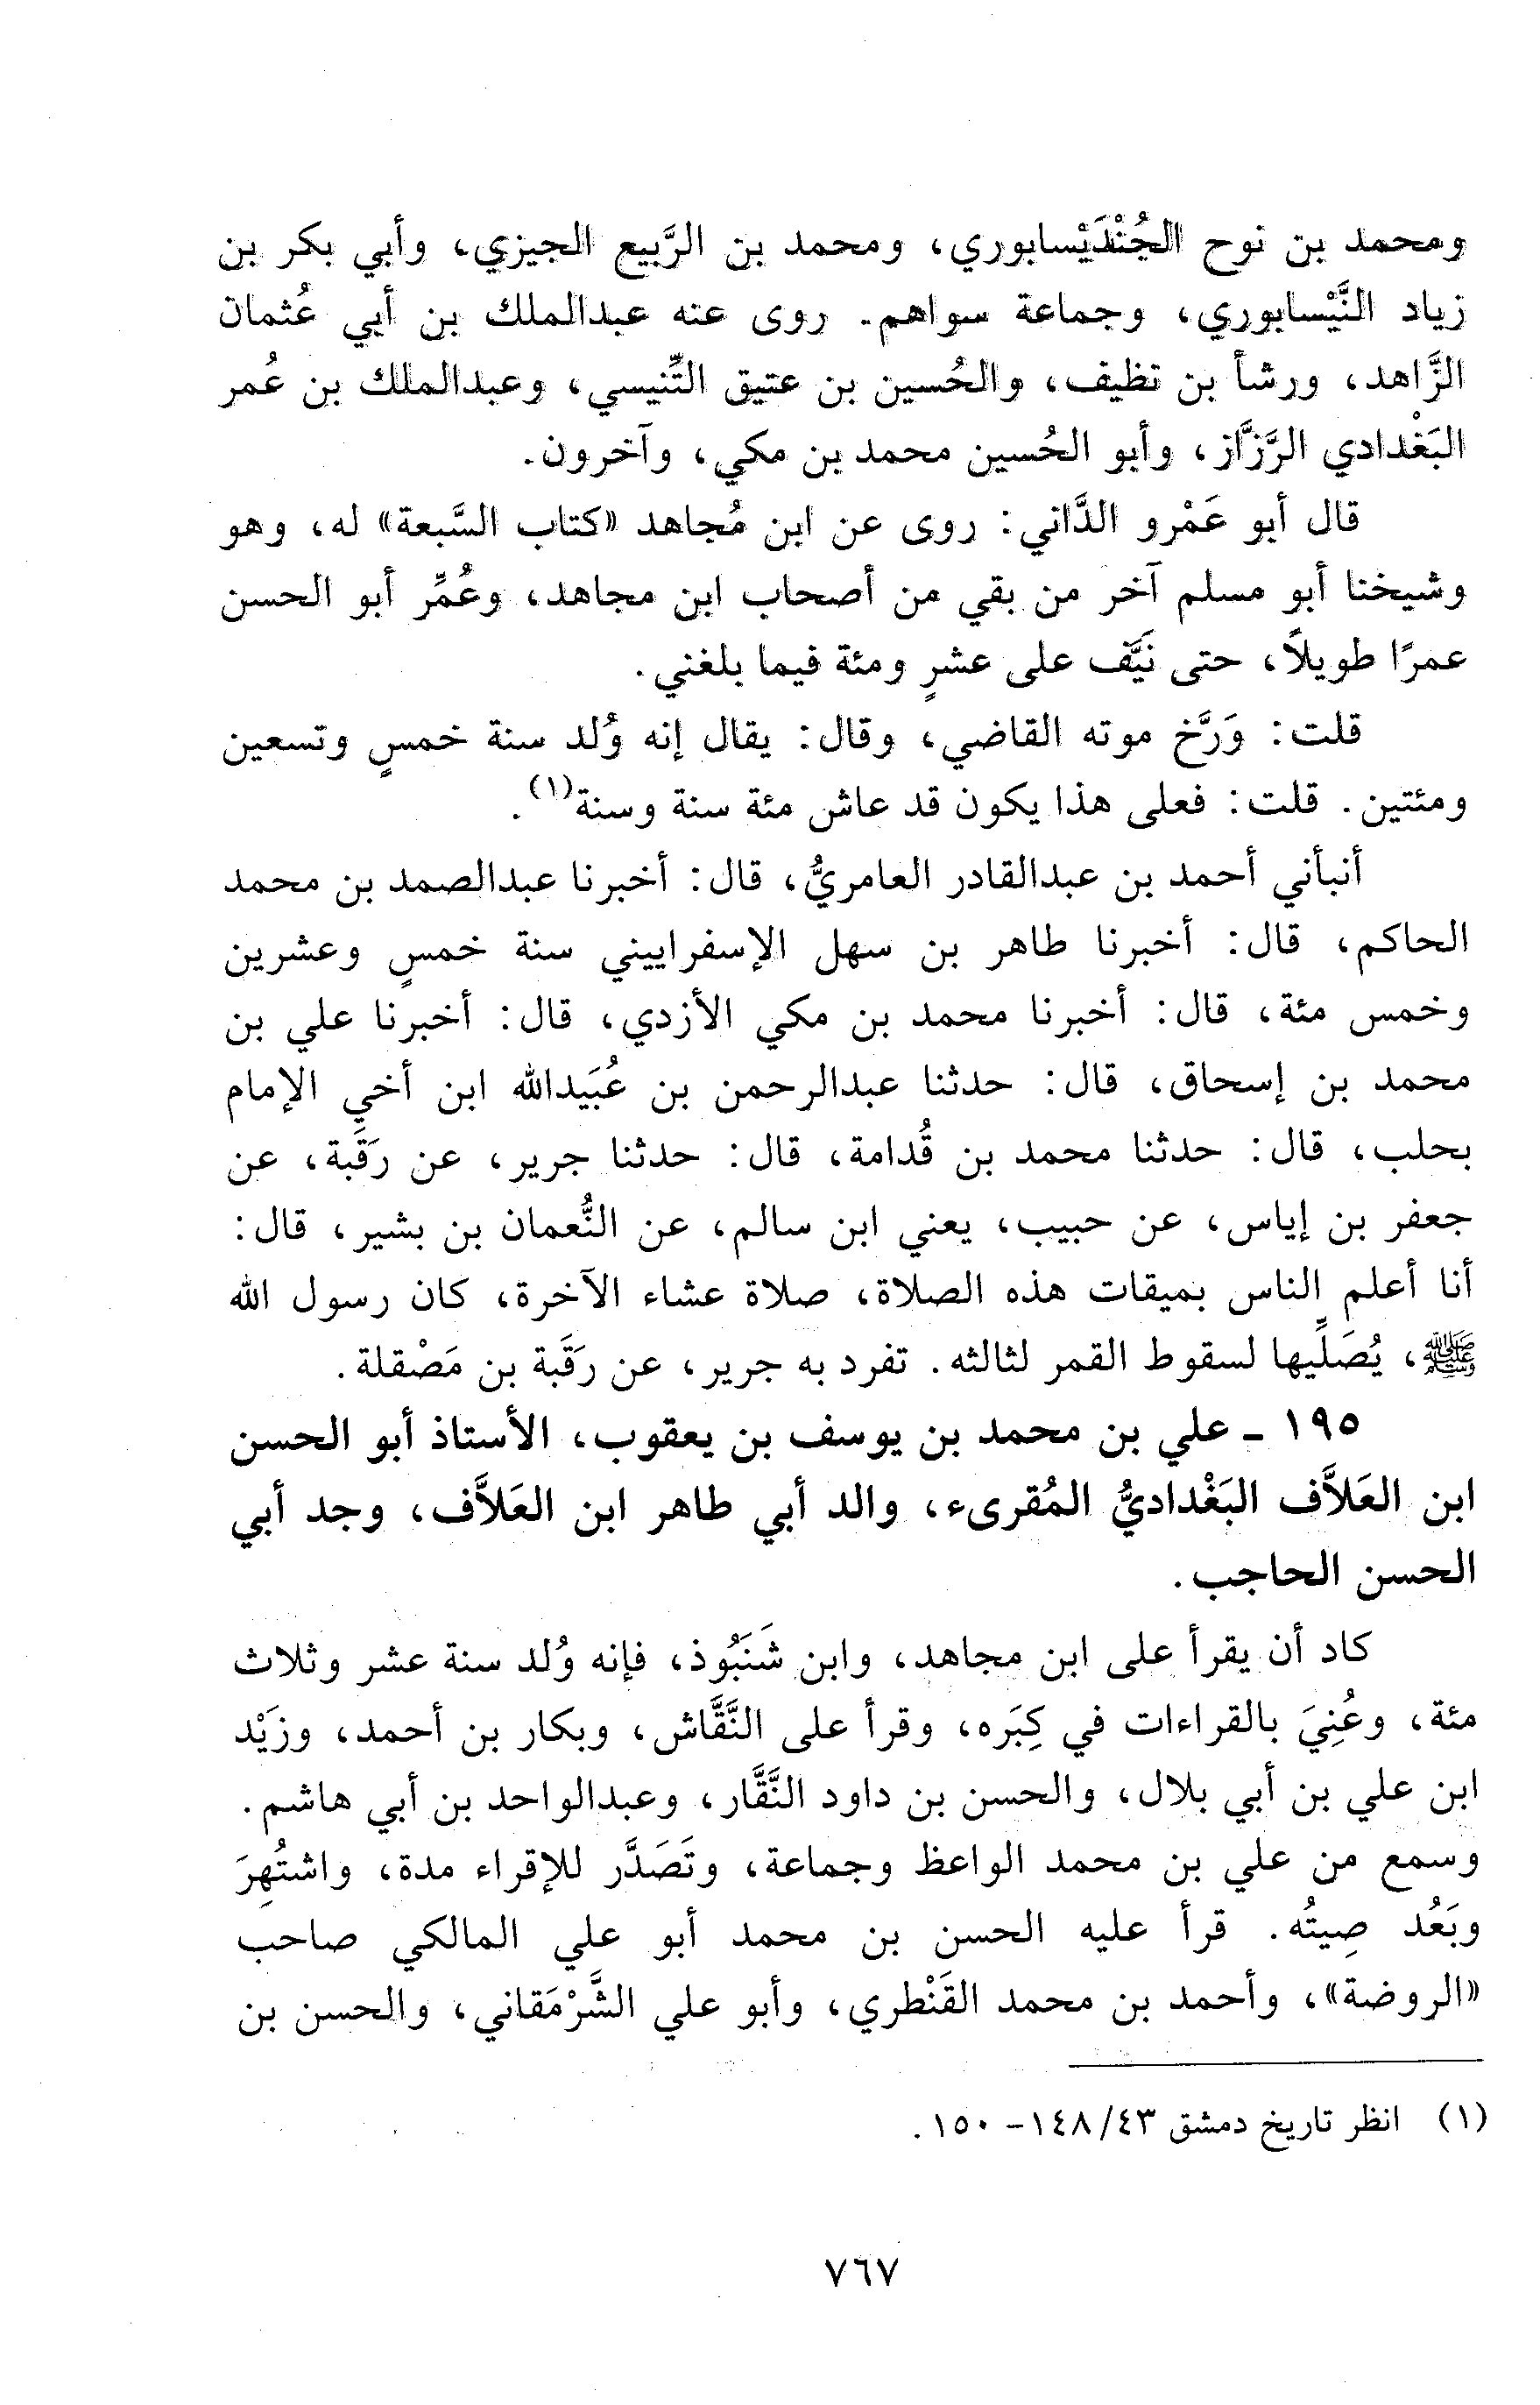 ومحمد بن نوح الجُنْدَيْسابوري، ومحمد بن الرَّبيع الجيزي، وأبي بكر بن
زياد النَّيْسابوري، وجماعة سواهم. روى عنه عبدالملك بن أبي عُثمان
الزَّاهد، ورشأ بن نظيف، والحُسين بن عتيق التِّنيسي، وعبدالملك بن عُمر
البَغْدادي الرَّزَّاز، وأبو الحُسين محمد بن مكي، وآخرون.
قال أبو عَمْرو الدَّاني: روى عن ابن مُجاهد «كتاب السَّبعة» له، وهو
وشيخنا أبو مسلم آخر من بقي من أصحاب ابن مجاهد، وعُمِّر أبو الحسن
عمرًا طويلاً، حتى نَيَّف على عشرٍ ومئة فيما بلغني.
قلت: وَرَّخ موته القاضي، وقال: يقال إنه وُلد سنة خمسٍ وتسعين
ومئتين. قلت: فعلى هذا يكون قد عاش مئة سنة وسنة(١).
أنبأني أحمد بن عبدالقادر العامريُّ، قال: أخبرنا عبدالصمد بن محمد
الحاكم، قال: أخبرنا طاهر بن سهل الإسفراييني سنة خمسٍ وعشرين
وخمس مئة، قال: أخبرنا محمد بن مكي الأزدي، قال: أخبرنا علي بن
محمد بن إسحاق، قال: حدثنا عبدالرحمن بن عُبَيدالله ابن أخي الإمام
بحلب، قال: حدثنا محمد بن قُدامة، قال: حدثنا جرير، عن رَقَبة، عن
جعفر بن إياس، عن حبيب، يعني ابن سالم، عن النُّعمان بن بشير، قال:
أنا أعلم الناس بميقات هذه الصلاة، صلاة عشاء الآخرة، كان رسول الله
ﷺ، يُصَلِّيها لسقوط القمر لثالثه. تفرد به جرير، عن رَقَبة بن مَصْقلة.
١٩٥ - علي بن محمد بن يوسف بن يعقوب، الأستاذ أبو الحسن
ابن العَلاَّف البَغْداديُّ المُقرىء، والد أبي طاهر ابن العَلاَّف، وجد أبي
الحسن الحاجب.
كاد أن يقرأ على ابن مجاهد، وابن شَنَبُوذ، فإنه وُلد سنة عشر وثلاث
مئة، وعُنِيَ بالقراءات في كِبَره، وقرأ على النَّقَّاش، وبكار بن أحمد، وزَيْد
ابن علي بن أبي بلال، والحسن بن داود النَّقَّار، وعبدالواحد بن أبي هاشم.
وسمع من علي بن محمد الواعظ وجماعة، وتَصَدَّر للإقراء مدة، واشتُهِرَ
وبَعُد صِيتُه. قرأ عليه الحسن بن محمد أبو علي المالكي صاحب
«الروضة»، وأحمد بن محمد القَنْطري، وأبو علي الشَّرْمَقاني، والحسن بن
(١) انظر تاريخ دمشق ٤٣/ ١٤٨ - ١٥٠.
٧٦٧